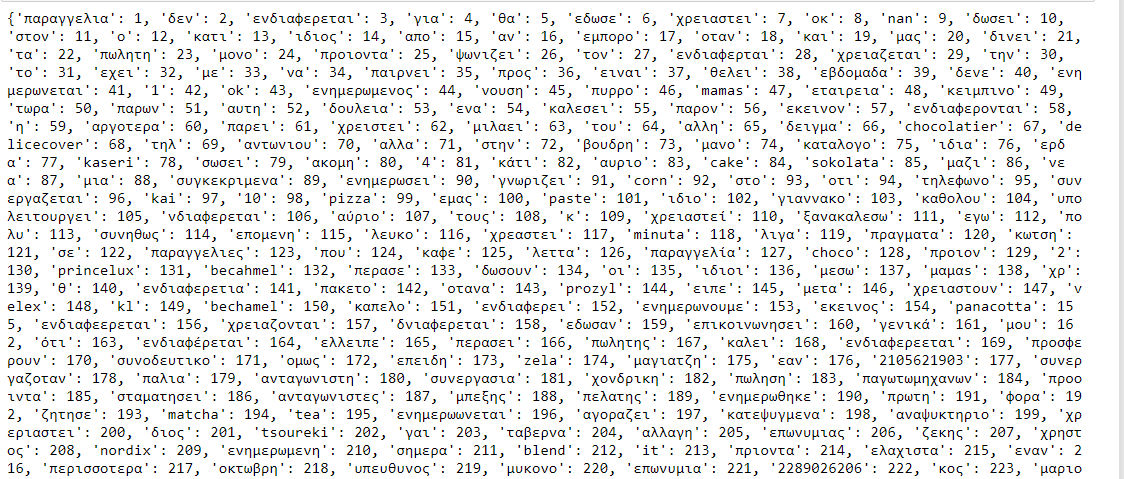 {'παραγγελια': 1, 'δεν': 2, 'ενδιαφερεται': 3, 'για': 4, 'θα': 5, 'εδωσε': 6, 'χρειαστει': 7, 'οκ': 8, 'nan': 9, 'δωσει': 10,
'στον': 11, 'ο': 12, 'κατι': 13, 'ιδιος': 14, 'απο': 15, 'αν': 16, 'εμπορο': 17, 'οταν': 18, 'και': 19, 'μας': 20, 'δινει': 21,
'τα': 22, 'πωλητη': 23, 'μονο': 24, 'προιοντα': 25, 'ψωνιζει': 26, 'τον': 27, 'ενδιαφερται': 28, 'χρειαζεται': 29, 'την': 30,
'το': 31, 'εχει': 32, 'με': 33, 'να': 34, 'παιρνει': 35, 'προς': 36, 'ειναι': 37, 'θελει': 38, 'εβδομαδα': 39, 'δενε': 40, 'ενη
μερωνεται': 41, '1': 42, 'ok': 43, 'ενημερωμενος': 44, 'νουση': 45, 'πυρρο': 46, 'mamas': 47, 'εταιρεια': 48, 'κειμπινο': 49,
'τωρα': 50, 'παρων': 51, 'αυτη': 52, 'δουλεια': 53, 'ενα': 54, 'καλεσει': 55, 'παρον': 56, 'εκεινον': 57, 'ενδιαφερονται': 58,
'η': 59, 'αργοτερα': 60, 'παρει': 61, 'χρειστει': 62, 'μιλαει': 63, 'του': 64, 'αλλη': 65, 'δειγμα': 66, 'chocolatier': 67, 'de
licecover': 68, 'τηλ': 69, 'αντωνιου': 70, 'αλλα': 71, 'στην': 72, 'βουδρη': 73, 'μανο': 74, 'καταλογο': 75, 'ιδια': 76, 'ερδ
α': 77, 'kaseri': 78, 'σωσει': 79, 'ακομη': 80, '4': 81, 'κάτι': 82, 'αυριο': 83, 'cake': 84, 'sokolata': 85, 'μαζι': 86, 'νε
α': 87, 'μια': 88, 'συγκεκριμενα': 89, 'ενημερωσει': 90, 'γνωριζει': 91, 'corn': 92, 'στο': 93, 'οτι': 94, 'τηλεφωνο': 95, 'συν
εργαζεται': 96, 'kai': 97, '10': 98, 'pizza': 99, 'εμας': 100, 'paste': 101, 'ιδιο': 102, 'γιαννακο': 103, 'καθολου': 104, 'υπο
λειτουργει': 105, 'νδιαφερεται': 106, 'αύριο': 107, 'τους': 108, 'κ': 109, 'χρειαστεί': 110, 'ξανακαλεσω': 111, 'εγω': 112, 'πο
λυ': 113, 'συνηθως': 114, 'επομενη': 115, 'λευκο': 116, 'χρεαστει': 117, 'minuta': 118, 'λιγα': 119, 'πραγματα': 120, 'κωτση':
121, 'σε': 122, 'παραγγελιες': 123, 'που': 124, 'καφε': 125, 'λεττα': 126, 'παραγγελία': 127, 'choco': 128, 'προιον': 129, '2':
130, 'princelux': 131, 'becahmel': 132, 'περασε': 133, 'δωσουν': 134, 'οι': 135, 'ιδιοι': 136, 'μεσω': 137, 'μαμας': 138, 'χρ':
139, 'θ': 140, 'ενδιαφερετια': 141, 'πακετο': 142, 'οτανα': 143, 'prozyl': 144, 'ειπε': 145, 'μετα': 146, 'χρειαστουν': 147, 'v
elex': 148, 'kl': 149, 'bechamel': 150, 'καπελο': 151, 'ενδιαφερει': 152, 'ενημερωνουμε': 153, 'εκεινος': 154, 'panacotta': 15
5, 'ενδιαφεερεται': 156, 'χρειαζονται': 157, 'δνιαφερεται': 158, 'εδωσαν': 159, 'επικοινωνησει': 160, 'γενικά': 161, 'μου': 16
2, 'ότι': 163, 'ενδιαφέρεται': 164, 'ελλειπε': 165, 'περασει': 166, 'πωλητης': 167, 'καλει': 168, 'ενδιαφερεεται': 169, 'προσφε
ρουν': 170, 'συνοδευτικο': 171, 'ομως': 172, 'επειδη': 173, 'zela': 174, 'μαγιατζη': 175, 'εαν': 176, '2105621903': 177, 'συνερ
γαζοταν': 178, 'παλια': 179, 'ανταγωνιστη': 180, 'συνεργασια': 181, 'χονδρικη': 182, 'πωληση': 183, 'παγωτομηχανων': 184, 'προο
ιντα': 185, 'σταματησει': 186, 'ανταγωνιστες': 187, 'μπεξης': 188, 'πελατης': 189, 'ενημερωθηκε': 190, 'πρωτη': 191, 'φορα': 19
2, 'ζητησε': 193, 'matcha': 194, 'tea': 195, 'ενημερωωνεται': 196, 'αγοραζει': 197, 'κατεψυγμενα': 198, 'αναψυκτηριο': 199, 'χρ
εριαστει': 200, 'διος': 201, 'tsoureki': 202, 'γαι': 203, 'ταβερνα': 204, 'αλλαγη': 205, 'επωνυμιας': 206, 'ζεκης': 207, 'χρηστ
ος': 208, 'nordix': 209, 'ενημερωμενη': 210, 'σημερα': 211, 'blend': 212, 'it': 213, 'πριοντα': 214, 'ελαχιστα': 215, 'εναν': 2
16, 'περισσοτερα': 217, 'οκτωβρη': 218, 'υπευθυνος': 219, 'μυκονο': 220, 'επωνυμια': 221, '2289026206': 222, 'κος': 223, 'μαριο